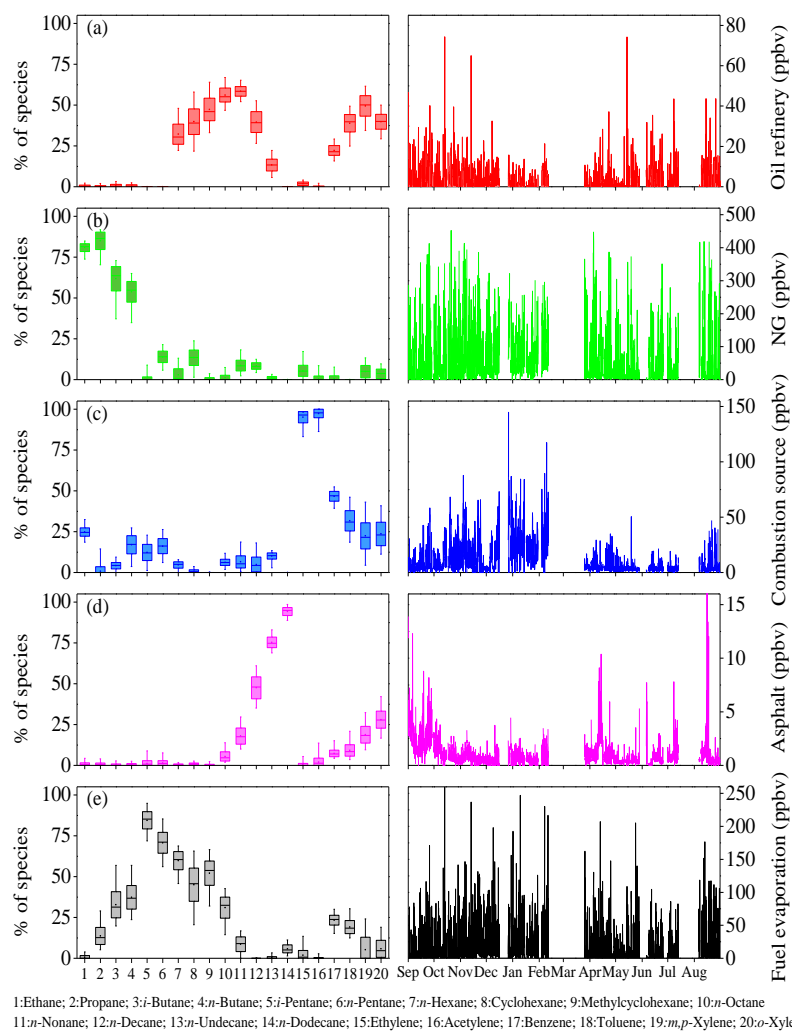 100
(a)
80
75
60
50
40
25
20
0
0
% of species
Oil refinery (ppbv)
100
(b)
500
75
400
50
300
25
200
0
100
0
% of species
NG (ppbv)
100
(c)
150
75
100
50
50
25
0
0
% of species
Combustion source (ppbv)
100
(d)
15
75
10
50
5
25
0
0
% of species
Asphalt (ppbv)
100
(e)
250
75
200
50
150
25
100
0
50
0
% of species
Fuel evaporation (ppbv)
1 2 3 4 5 6 7 8 9 10 11 12 13 14 15 16 17 18 19 20
Sep Oct Nov Dec Jan Feb Mar Apr May Jun Jul Aug
1:Ethane; 2:Propane; 3:i-Butane; 4:n-Butane; 5:i-Pentane; 6:n-Pentane; 7:n-Hexane; 8:Cyclohexane; 9:Methylcyclohexane; 10:n-Octane
11:n-Nonane; 12:n-Decane; 13:n-Undecane; 14:n-Dodecane; 15:Ethylene; 16:Acetylene; 17:Benzene; 18:Toluene; 19:m,p-Xylene; 20:o-Xyle